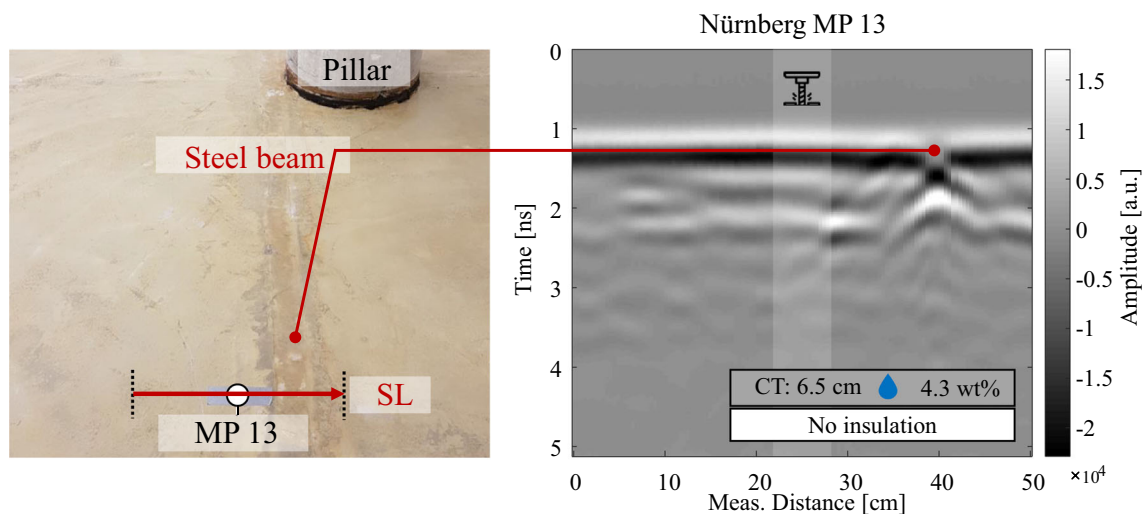 Nürnberg MP 13
Pillar
Steel beam
SL
MP 13
0
1
2
3
4
5
Time [ns]
0
10
20
30
40
50
Meas. Distance [cm]
CT: 6.5 cm
4.3 wt%
No insulation
1.5
1
0.5
0
-0.5
-1
-1.5
-2
×10⁴
Amplitude [a.u.]